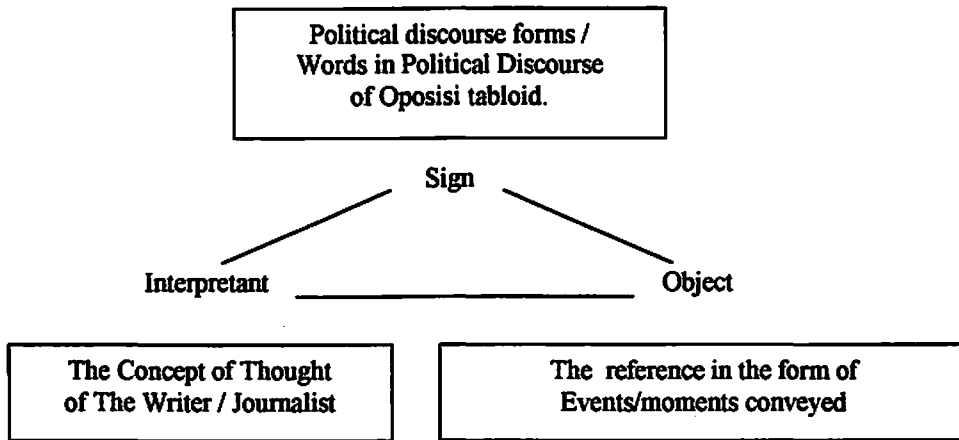 Political discourse forms /
Words in Political Discourse
of Oposisi tabloid.
Sign
Interpretant
Object
The Concept of Thought
of The Writer / Journalist
The reference in the form of
Events/moments conveyed